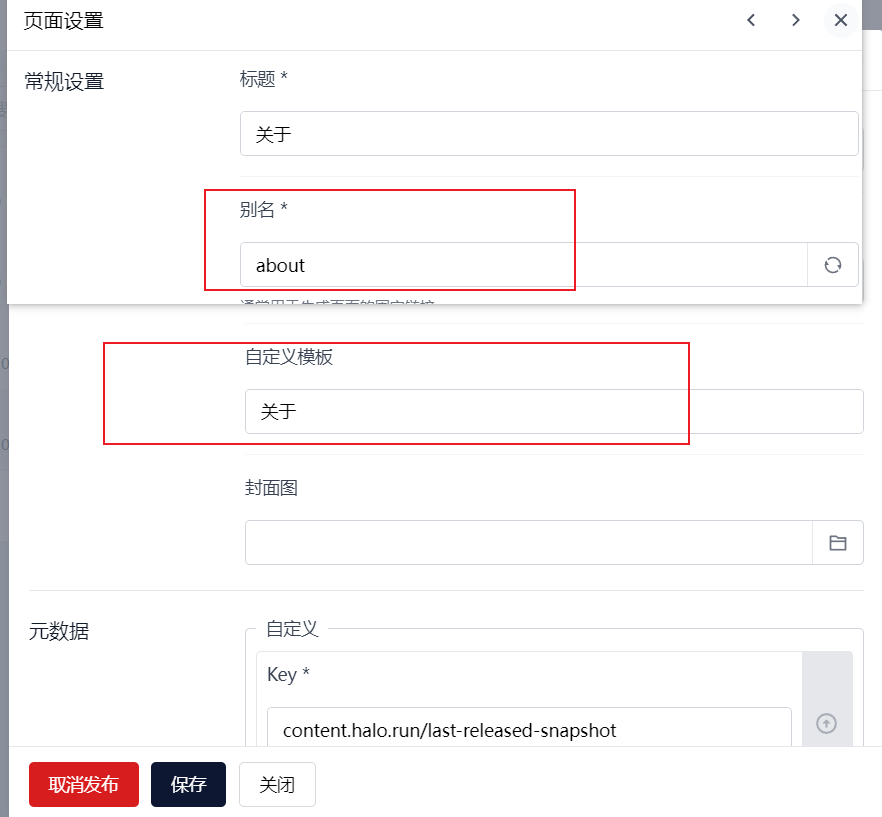 页面设置
常规设置
标题 *
关于
别名 *
about
自定义模板
关于
封面图
元数据
自定义
Key *
content.halo.run/last-released-snapshot
取消发布
保存
关闭